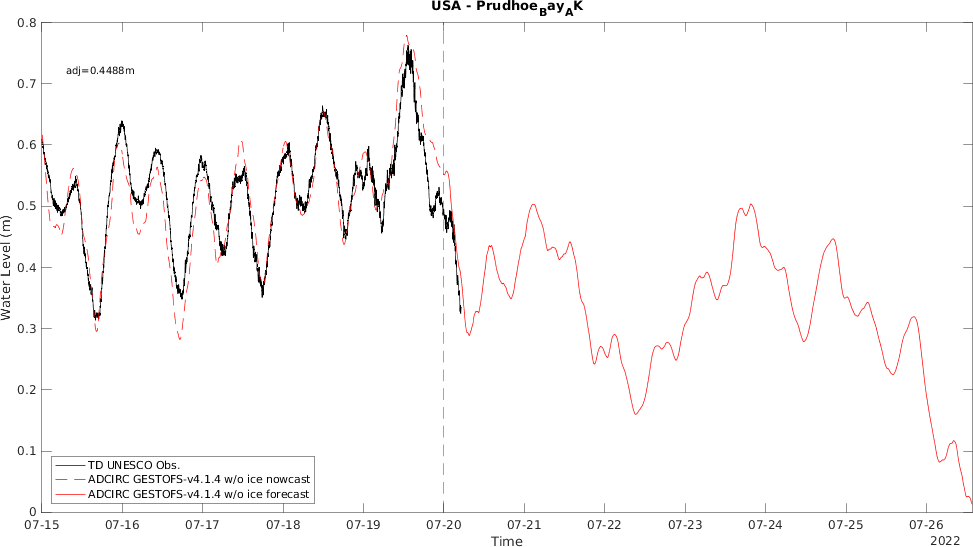 USA - Prudhoe_Bay_AK
adj=0.4488m
Water Level (m)
0.8
0.7
0.6
0.5
0.4
0.3
0.2
0.1
0
TD UNESCO Obs.
ADCIRC GESTOFS-v4.1.4 w/o ice nowcast
ADCIRC GESTOFS-v4.1.4 w/o ice forecast
07-15 07-16 07-17 07-18 07-19 07-20 07-21 07-22 07-23 07-24 07-25 07-26
Time
2022